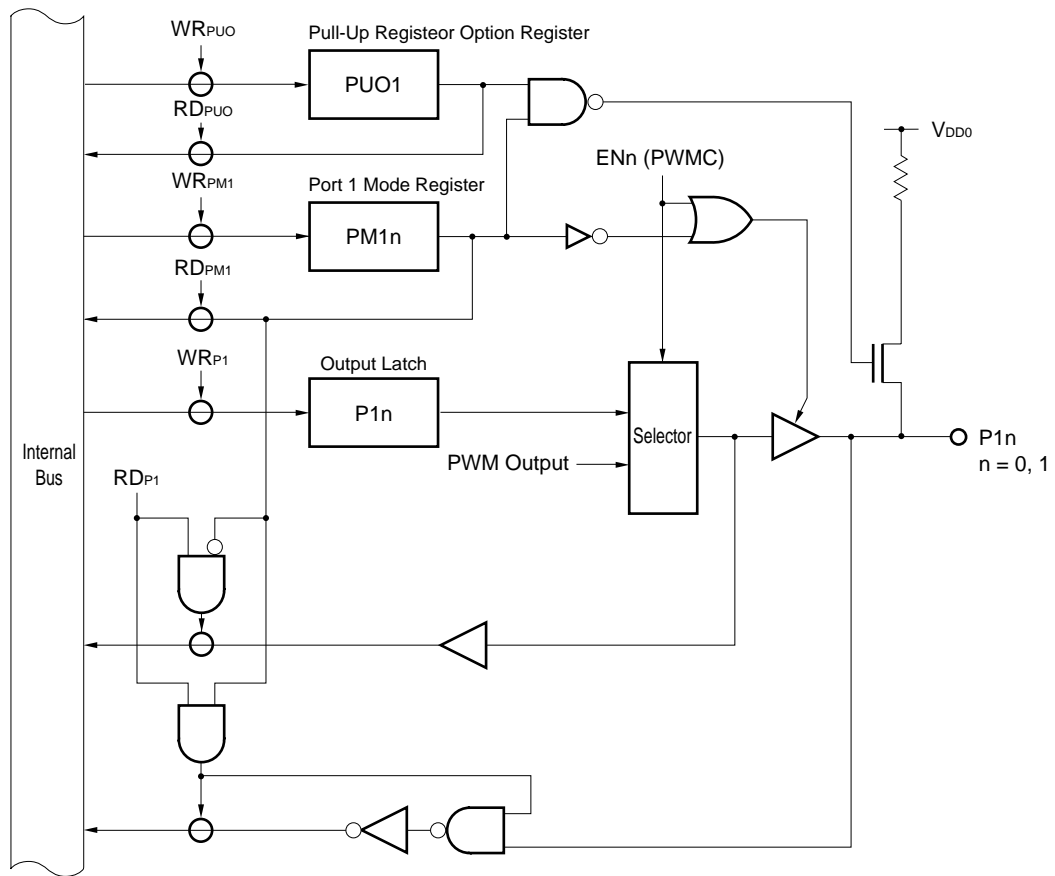 WRPUO
Pull-Up Registeor Option Register
PUO1
RDPUO
VDD0
ENn (PWMC)
WRPM1
Port 1 Mode Register
PM1n
RDPM1
WRP1
Output Latch
P1n
Selector
P1n
n = 0, 1
Internal
Bus
PWM Output
RDP1